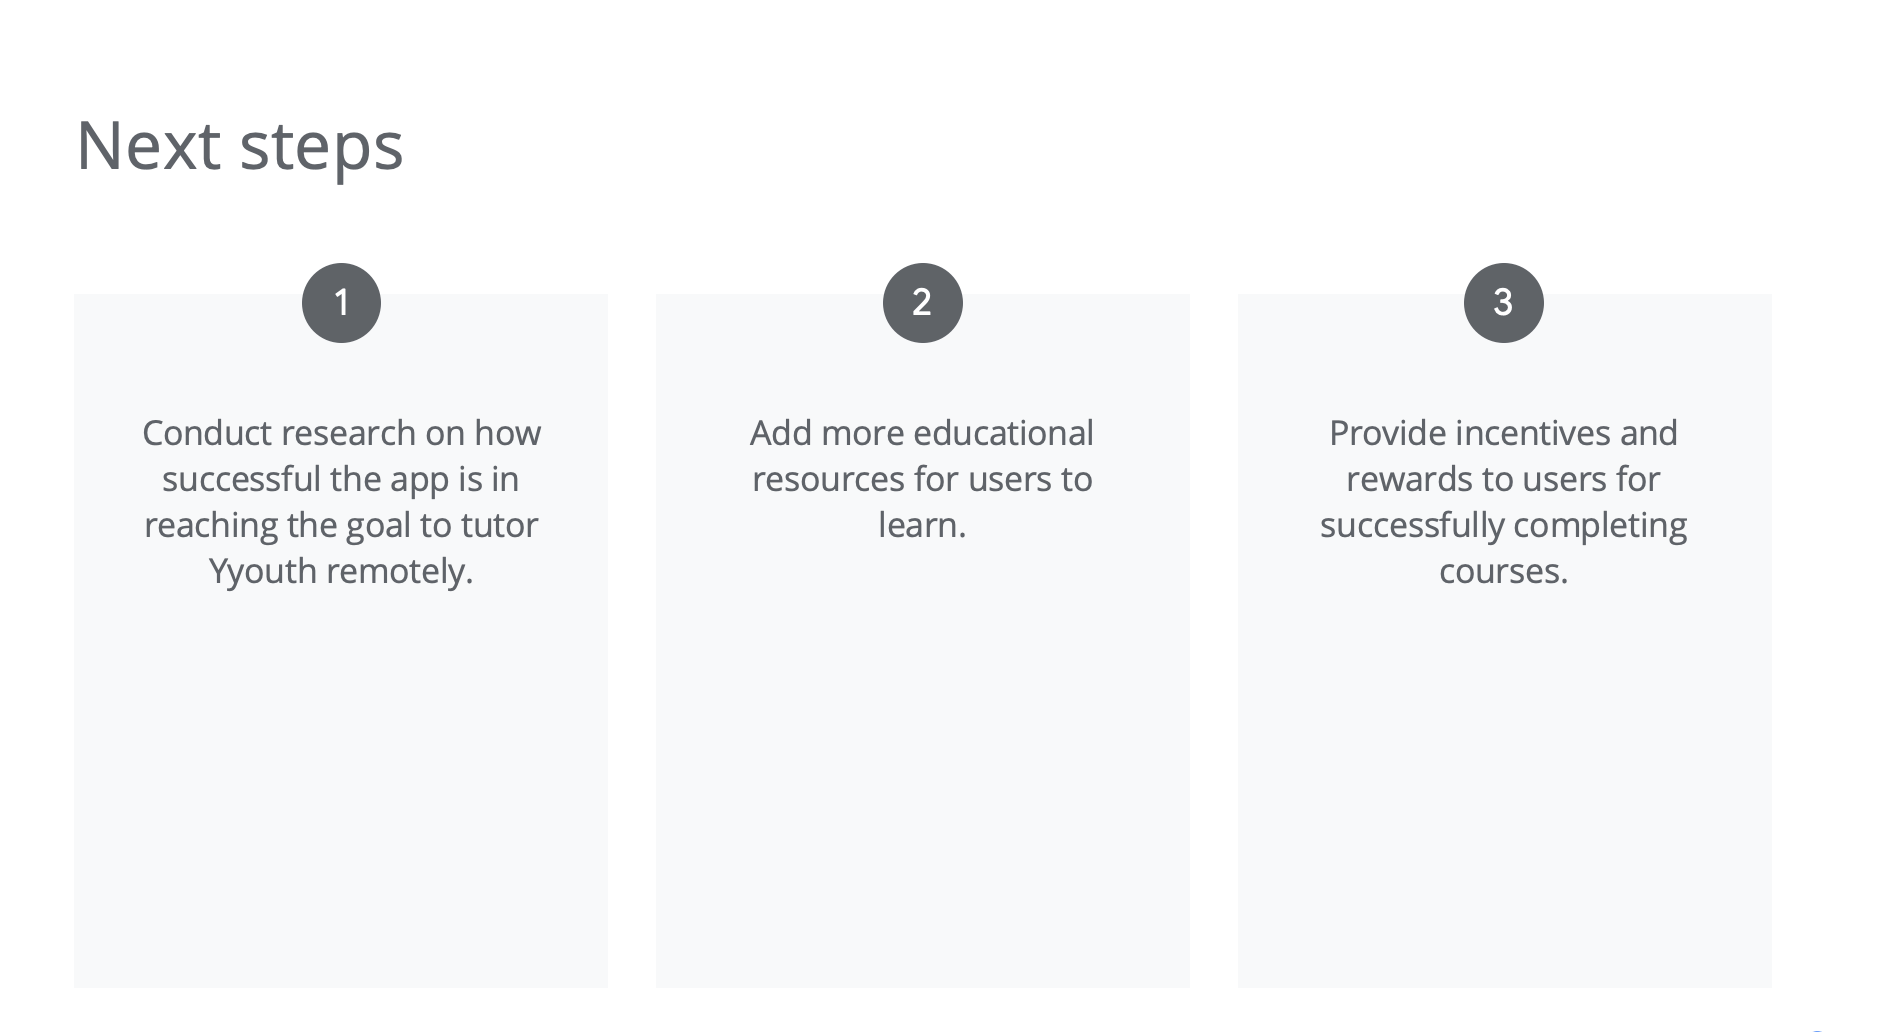 Next steps
1
Conduct research on how
successful the app is in
reaching the goal to tutor
Yyouth remotely.
2
Add more educational
resources for users to
learn.
3
Provide incentives and
rewards to users for
successfully completing
courses.